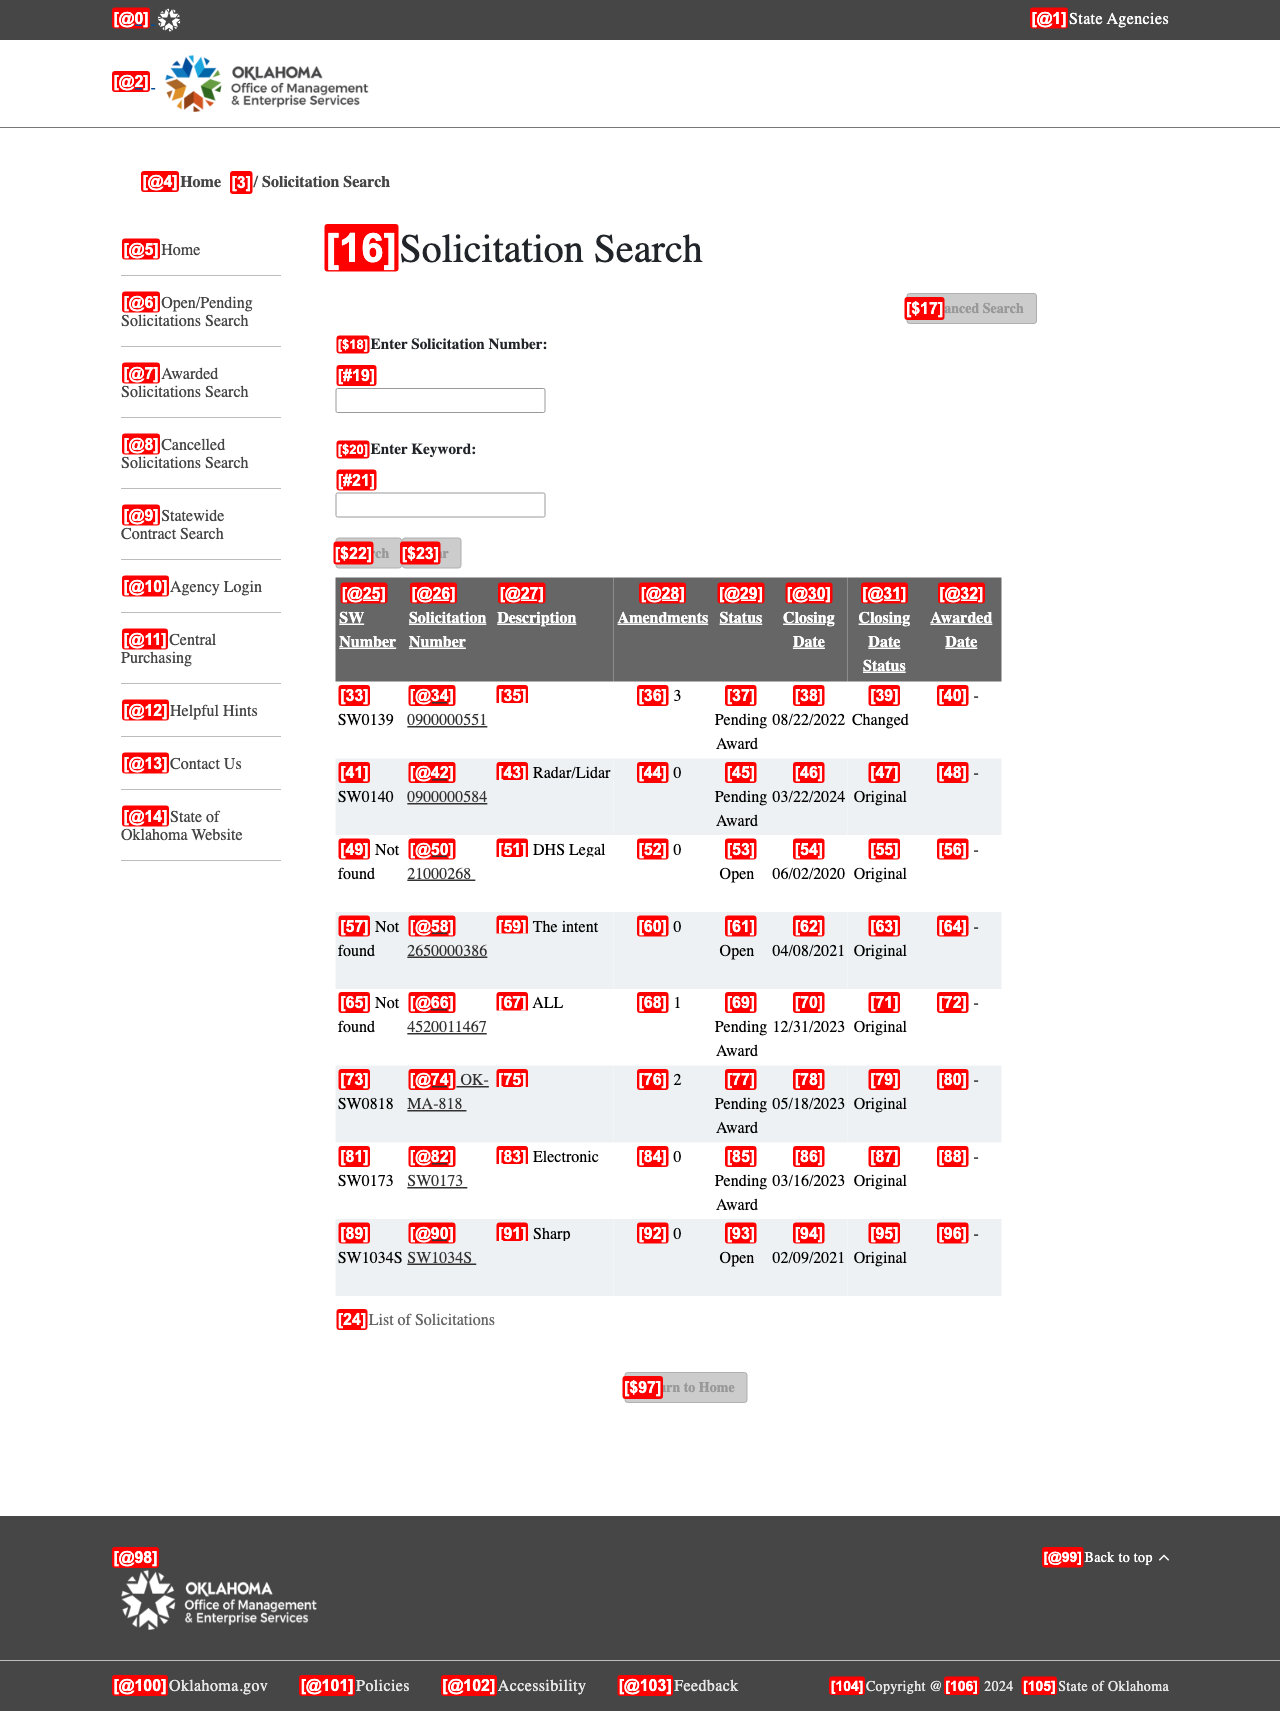 [@0]
[@1] State Agencies
[@2]
OKLAHOMA
Office of Management
& Enterprise Services
[@4] Home [3] / Solicitation Search
[@5] Home
[@6] Open/Pending
Solicitations Search
[@7] Awarded
Solicitations Search
[@8] Cancelled
Solicitations Search
[@9] Statewide
Contract Search
[@10] Agency Login
[@11] Central
Purchasing
[@12] Helpful Hints
[@13] Contact Us
[@14] State of
Oklahoma Website
[16] Solicitation Search
[$17] anced Search
[$18] Enter Solicitation Number:
[#19]
[$20] Enter Keyword:
[#21]
[$22] ch [$23] r
[@25] [@26] [@27] [@28] [@29] [@30] [@31] [@32]
SW Solicitation Description Amendments Status Closing Closing Awarded
Number Number Date Date Date
Status
[33] [@34] [35] [36] 3 [37] [38] [39] [40] -
SW0139 0900000551 Pending 08/22/2022 Changed
Award
[41] [@42] [43] Radar/Lidar [44] 0 [45] [46] [47] [48] -
SW0140 0900000584 Pending 03/22/2024 Original
Award
[49] Not [@50] [51] DHS Legal [52] 0 [53] [54] [55] [56] -
found 21000268 Open 06/02/2020 Original
[57] Not [@58] [59] The intent [60] 0 [61] [62] [63] [64] -
found 2650000386 Open 04/08/2021 Original
[65] Not [@66] [67] ALL [68] 1 [69] [70] [71] [72] -
found 4520011467 Pending 12/31/2023 Original
Award
[73] [@74] OK- [75] [76] 2 [77] [78] [79] [80] -
SW0818 MA-818 Pending 05/18/2023 Original
Award
[81] [@82] [83] Electronic [84] 0 [85] [86] [87] [88] -
SW0173 SW0173 Pending 03/16/2023 Original
Award
[89] [@90] [91] Sharp [92] 0 [93] [94] [95] [96] -
SW1034S SW1034S Open 02/09/2021 Original
[24] List of Solicitations
[$97] rn to Home
[@98]
[@99] Back to top
OKLAHOMA
Office of Management
& Enterprise Services
[@100] Oklahoma.gov [@101] Policies [@102] Accessibility [@103] Feedback [104] Copyright @ [106] 2024 [105] State of Oklahoma